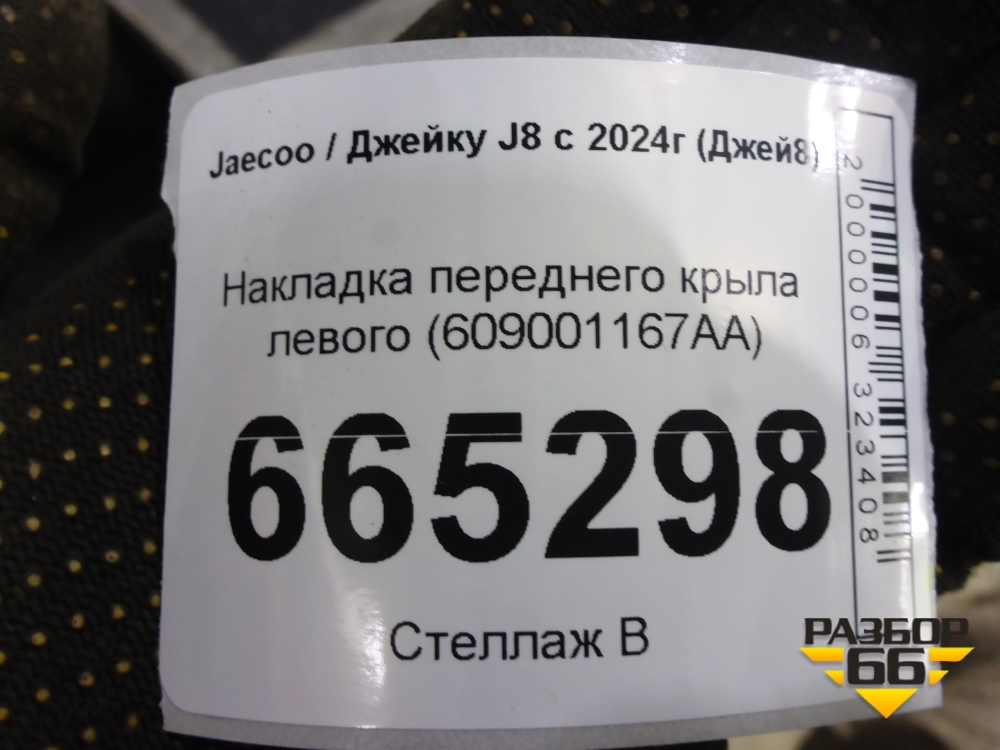 Jaecoo / Джейку J8 с 2024г (Джей8)
Накладка переднего крыла
левого (609001167AA)
665298
Стеллаж В
2000006323408
РАЗБОР
66